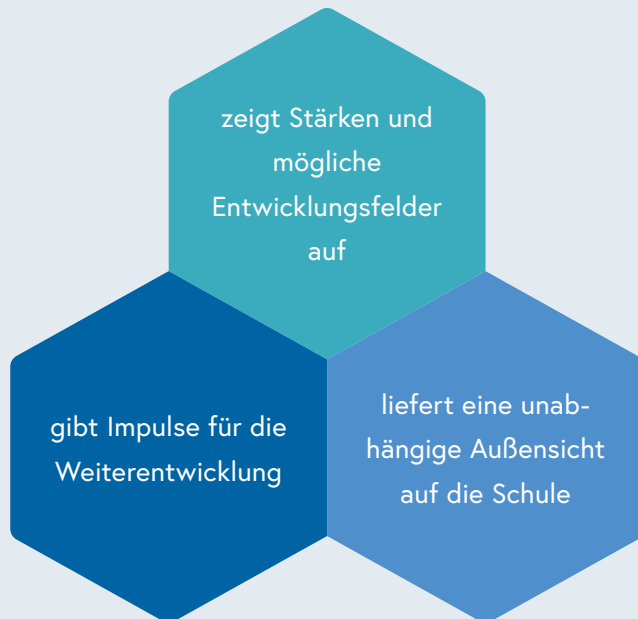 zeigt Stärken und
mögliche
Entwicklungsfelder
auf
gibt Impulse für die
Weiterentwicklung
liefert eine unab-
hängige Außensicht
auf die Schule